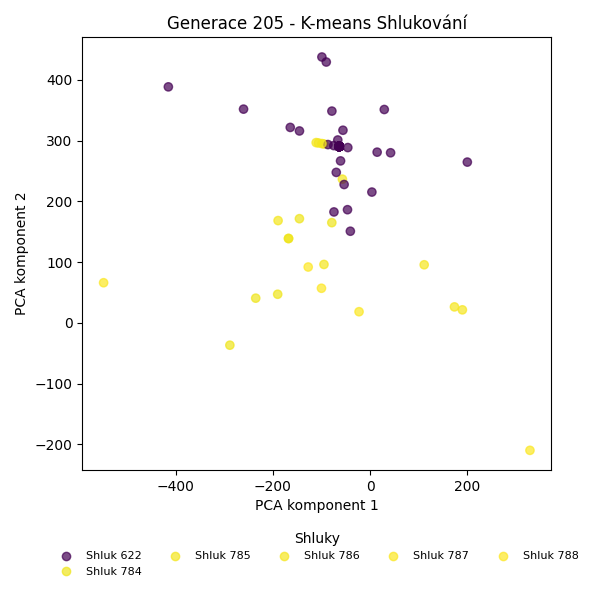 Generace 205 - K-means Shlukování
400
300
200
100
0
−100
−200
PCA komponent 2
−400
−200
0
200
PCA komponent 1
Shluky
Shluk 622
Shluk 785
Shluk 786
Shluk 787
Shluk 788
Shluk 784